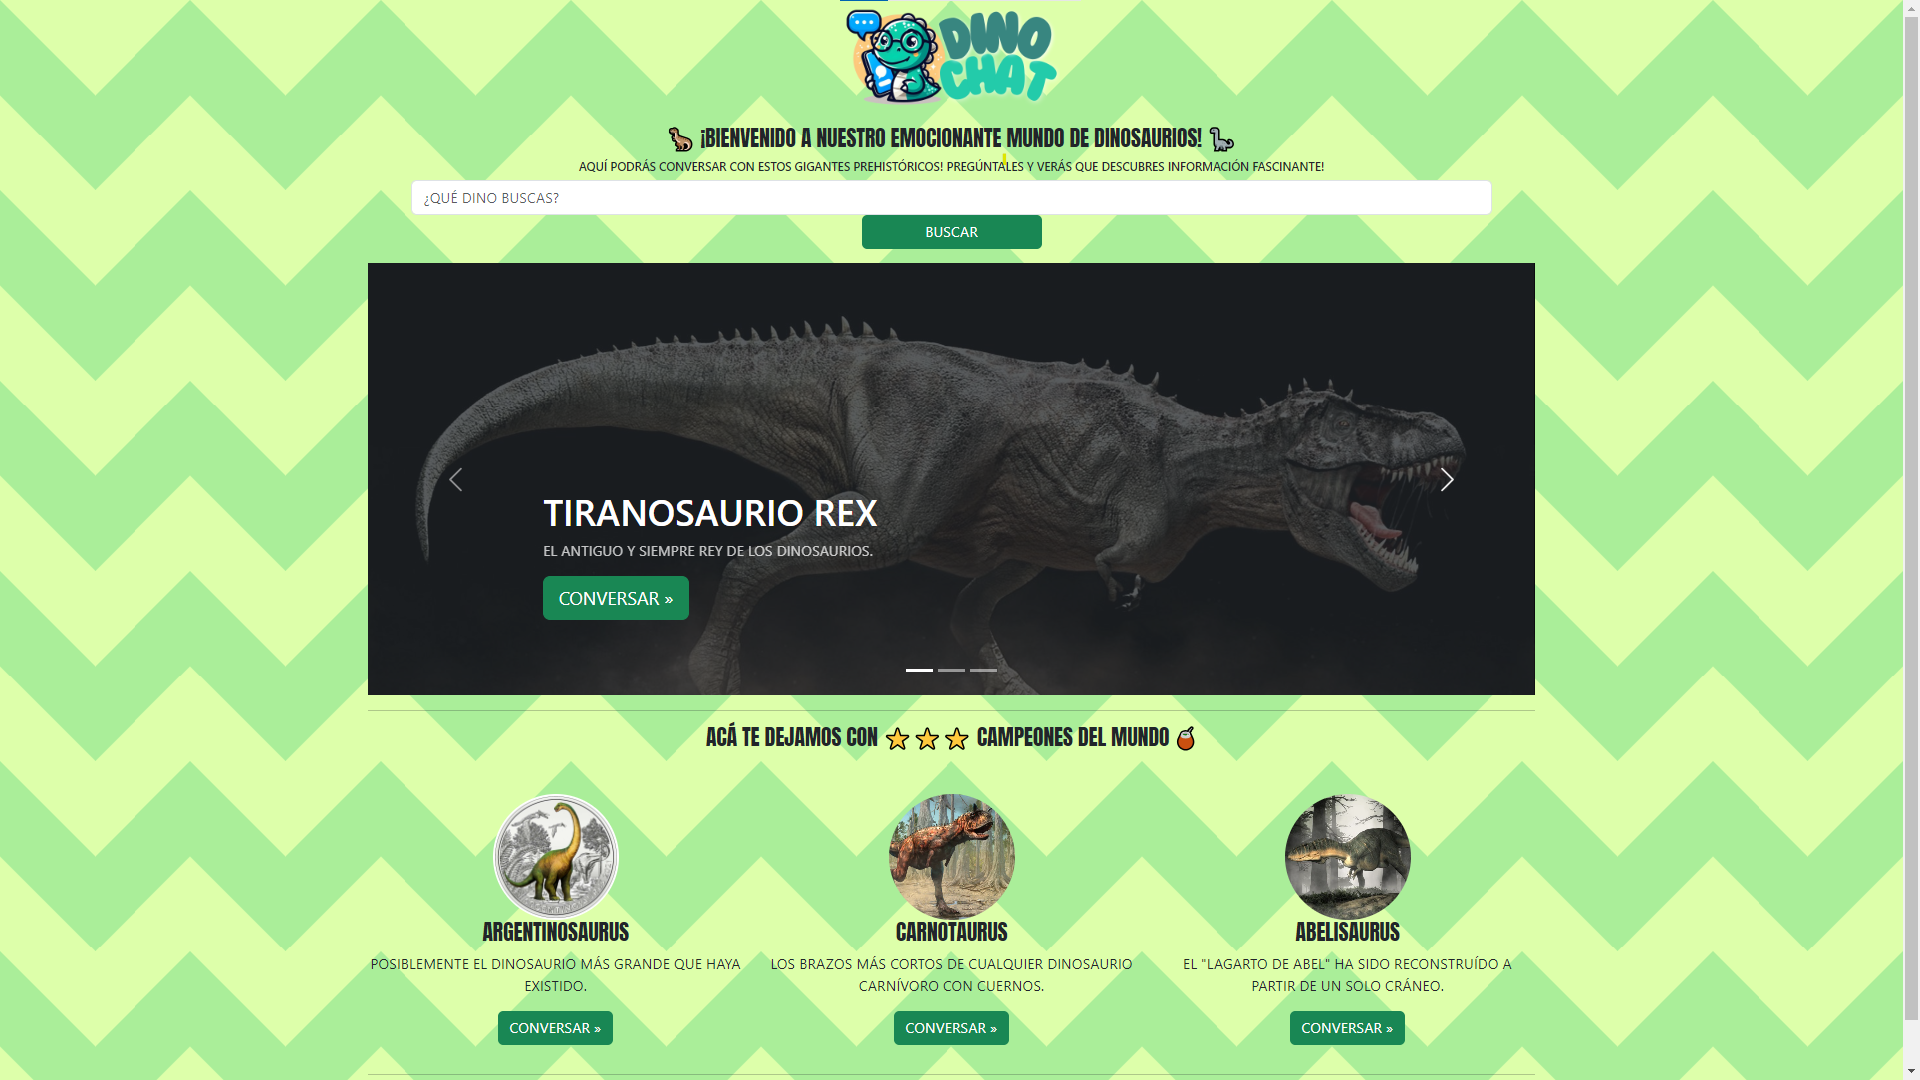 DINO
CHAT
¡BIENVENIDO A NUESTRO EMOCIONANTE MUNDO DE DINOSAURIOS!
AQUÍ PODRÁS CONVERSAR CON ESTOS GIGANTES PREHISTÓRICOS! PREGÚNTALES Y VERÁS QUE DESCUBRES INFORMACIÓN FASCINANTE!
¿QUÉ DINO BUSCAS?
BUSCAR
TIRANOSAURIO REX
EL ANTIGUO Y SIEMPRE REY DE LOS DINOSAURIOS.
CONVERSAR »
ACÁ TE DEJAMOS CON ⭐ ⭐ ⭐ CAMPEONES DEL MUNDO 🧉
ARGENTINOSAURUS
POSIBLEMENTE EL DINOSAURIO MÁS GRANDE QUE HAYA
EXISTIDO.
CONVERSAR »
CARNOTAURUS
LOS BRAZOS MÁS CORTOS DE CUALQUIER DINOSAURIO
CARNÍVORO CON CUERNOS.
CONVERSAR »
ABELISAURUS
EL "LAGARTO DE ABEL" HA SIDO RECONSTRUÍDO A
PARTIR DE UN SOLO CRÁNEO.
CONVERSAR »